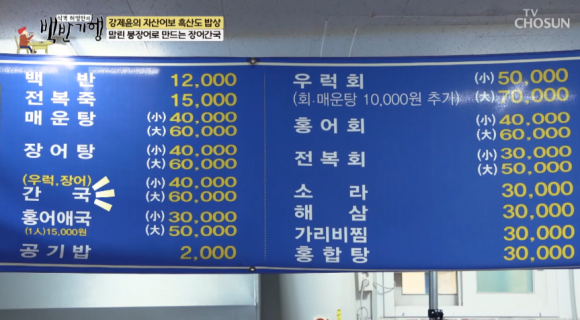 식객 허영만의
백반기행
강제윤의 자산어보 흑산도 밥상
말린 붕장어로 만드는 장어간국
TV
CHOSUN
백 반 12,000
전복죽 15,000
매운탕 (小) 40,000
(大) 60,000
장어탕 (小) 40,000
(大) 60,000
(우럭,장어)
간 국 (小) 40,000
(大) 60,000
홍어애국 (小) 30,000
(1人)15,000원 (大) 50,000
공기밥 2,000
우럭회 (小) 50,000
(회·매운탕 10,000원 추가) (大) 70,000
홍어회 (小) 40,000
(大) 60,000
전복회 (小) 30,000
(大) 50,000
소 라 30,000
해 삼 30,000
가리비찜 30,000
홍합탕 30,000